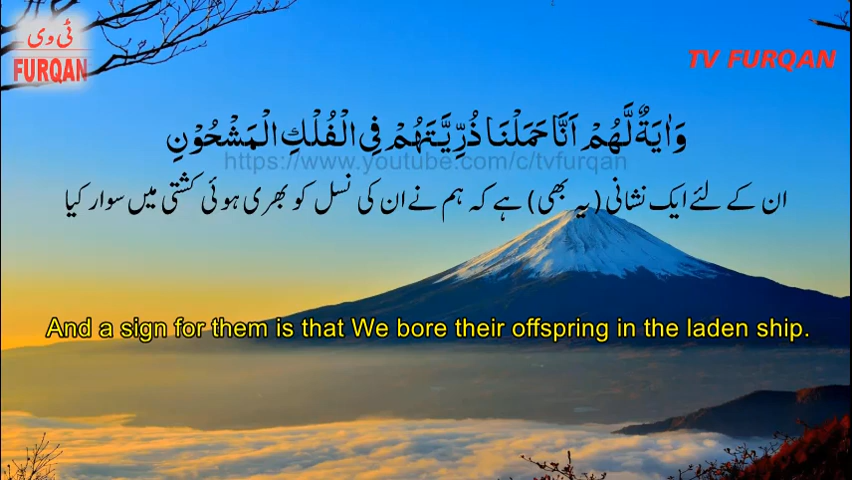 ٹی وی
FURQAN
TV FURQAN
وَاٰيَةٌ لَّهُمْ اَنَّا حَمَلْنَا ذُرِّيَّتَهُمْ فِى الْفُلْكِ الْمَشْحُوْنِ
https://www.youtube.com/c/tvfurqan
ان کے لئے ایک نشانی (یہ بھی) ہے کہ ہم نے ان کی نسل کو بھری ہوئی کشتی میں سوار کیا
And a sign for them is that We bore their offspring in the laden ship.